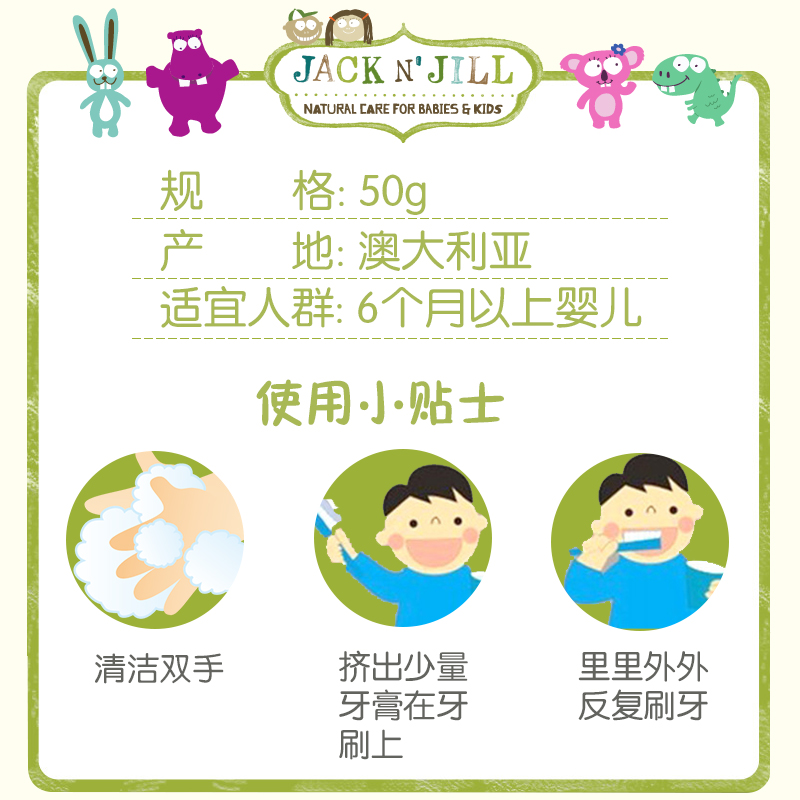 JACK N' JILL
NATURAL CARE FOR BABIES & KIDS
规 格: 50g
产 地: 澳大利亚
适宜人群: 6个月以上婴儿
使用小贴士
清洁双手
挤出少量
牙膏在牙
刷上
里里外外
反复刷牙